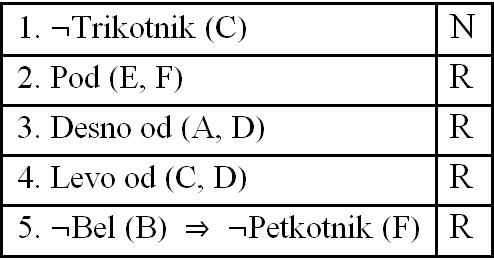 1. ¬Trikotnik (C) N
2. Pod (E, F) R
3. Desno od (A, D) R
4. Levo od (C, D) R
5. ¬Bel (B) ⇒ ¬Petkotnik (F) R